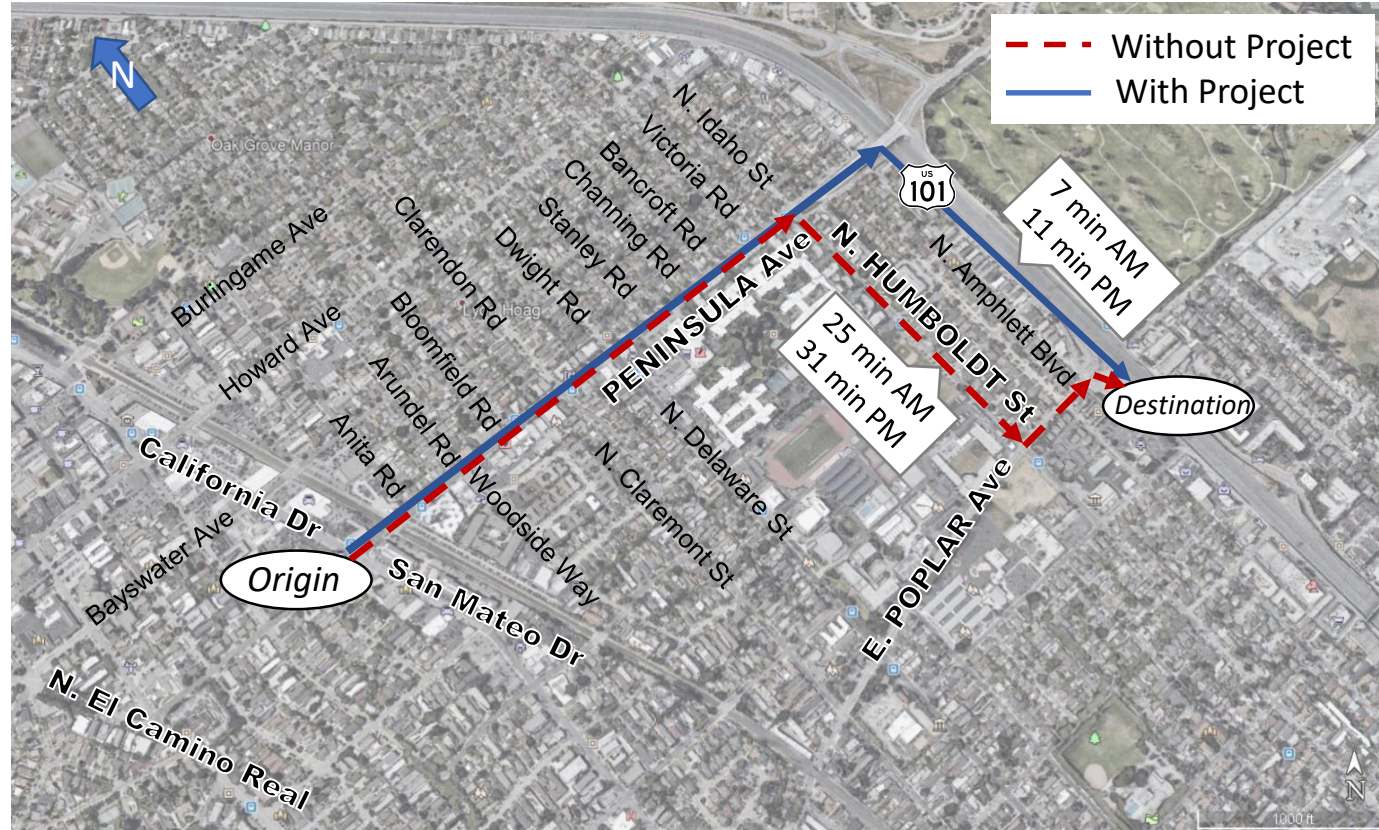 Without Project
With Project
N
Oak Grove Manor
N. Idaho St
Victoria Rd
Bancroft Rd
Channing Rd
Stanley Rd
Dwight Rd
Clarendon Rd
Bloomfield Rd
Arundel Rd
Anita Rd
Burlingame Ave
Howard Ave
Bayswater Ave
Hoag
US
101
7 min AM
11 min PM
PENINSULA Ave
N. HUMBOLDT St
N. Amphlett Blvd
25 min AM
31 min PM
Destination
N. Delaware St
N. Claremont St
Woodside Way
E. POPLAR Ave
California Dr
San Mateo Dr
Origin
N. El Camino Real
N
1000 ft